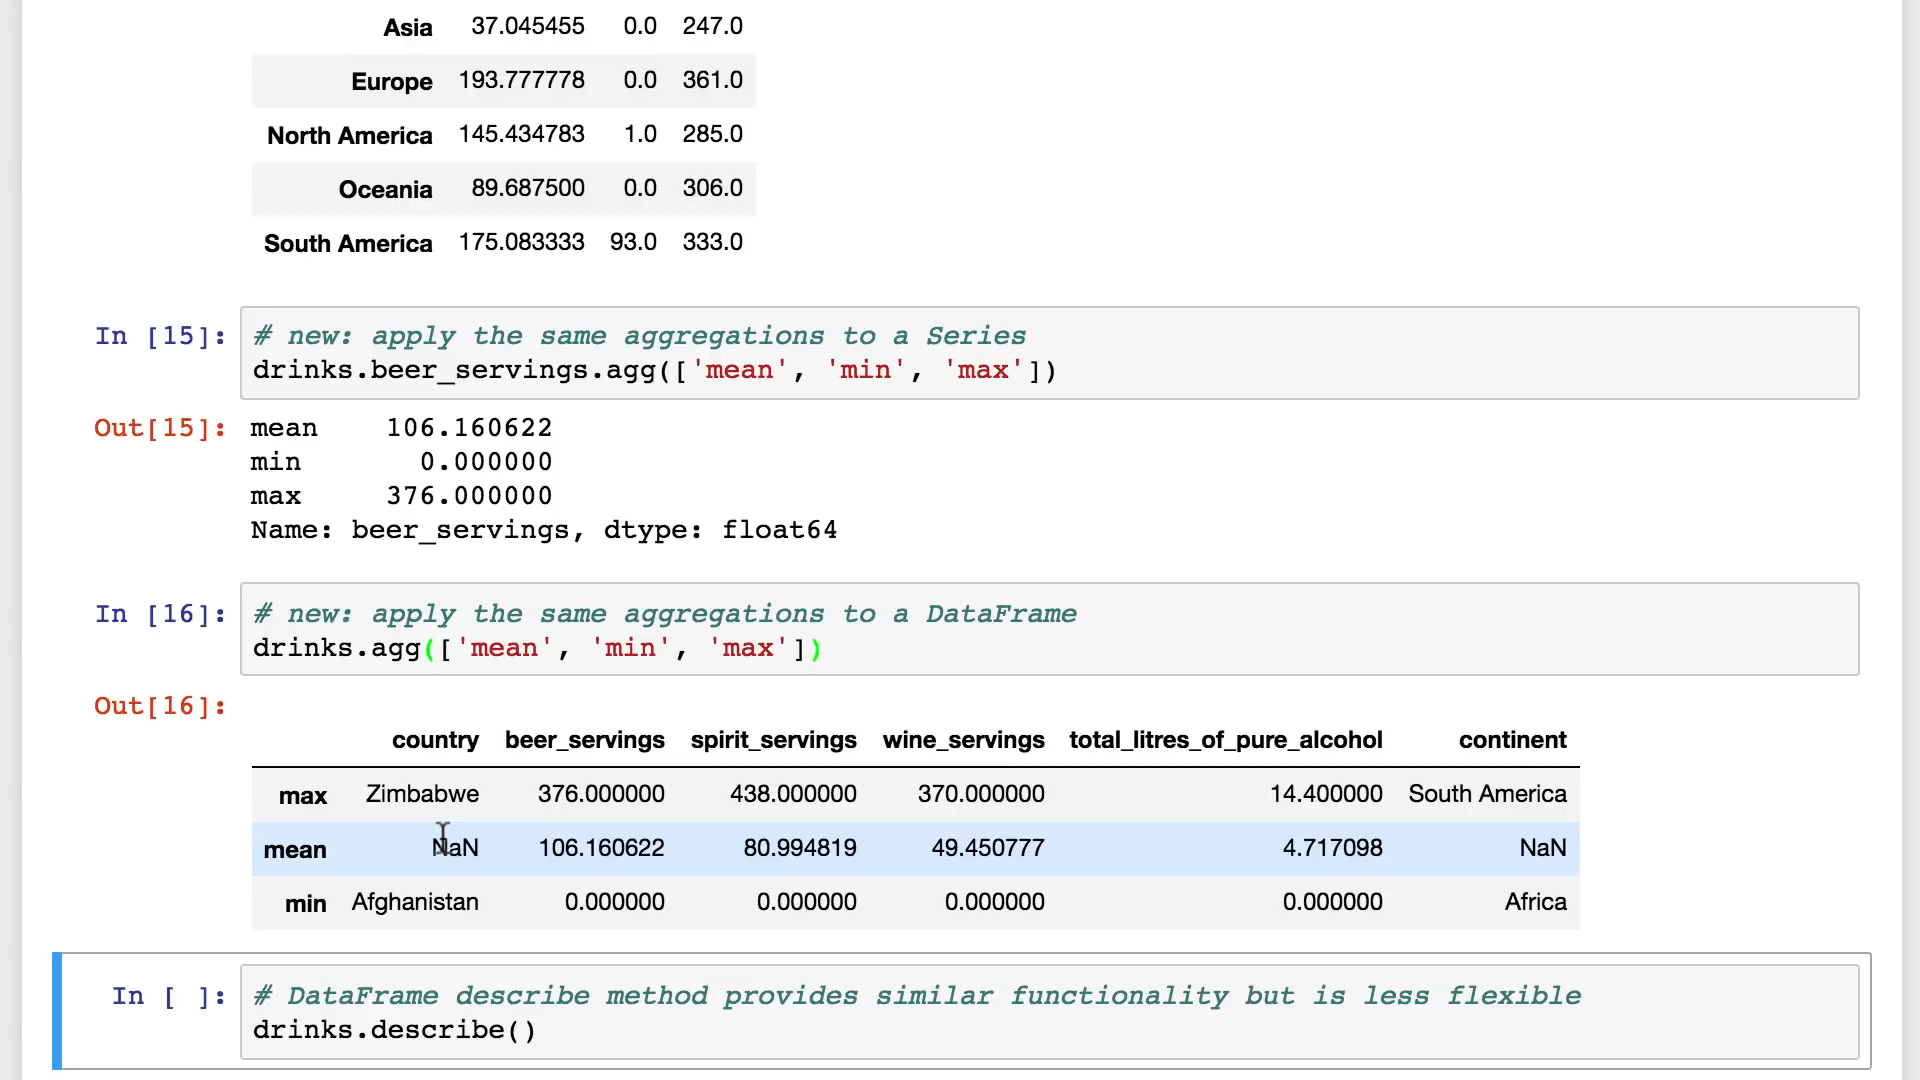 Asia 37.045455 0.0 247.0
Europe 193.777778 0.0 361.0
North America 145.434783 1.0 285.0
Oceania 89.687500 0.0 306.0
South America 175.083333 93.0 333.0
In [15]: # new: apply the same aggregations to a Series
drinks.beer_servings.agg(['mean', 'min', 'max'])
Out[15]: mean 106.160622
min 0.000000
max 376.000000
Name: beer_servings, dtype: float64
In [16]: # new: apply the same aggregations to a DataFrame
drinks.agg(['mean', 'min', 'max'])
Out[16]:
country beer_servings spirit_servings wine_servings total_litres_of_pure_alcohol continent
max Zimbabwe 376.000000 438.000000 370.000000 14.400000 South America
mean NaN 106.160622 80.994819 49.450777 4.717098 NaN
min Afghanistan 0.000000 0.000000 0.000000 0.000000 Africa
In [ ]: # DataFrame describe method provides similar functionality but is less flexible
drinks.describe()